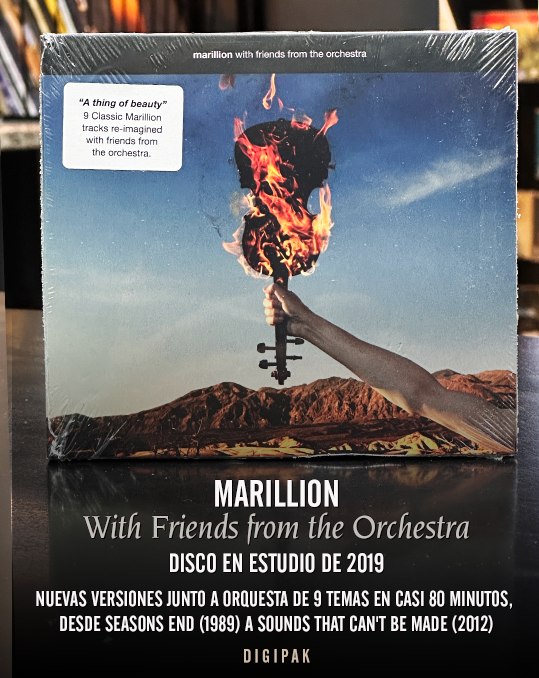 marillion with friends from the orchestra
“A thing of beauty”
9 Classic Marillion
tracks re-imagined
with friends from
the orchestra.
MARILLION
With Friends from the Orchestra
DISCO EN ESTUDIO DE 2019
NUEVAS VERSIONES JUNTO A ORQUESTA DE 9 TEMAS EN CASI 80 MINUTOS,
DESDE SEASONS END (1989) A SOUNDS THAT CAN'T BE MADE (2012)
DIGIPAK